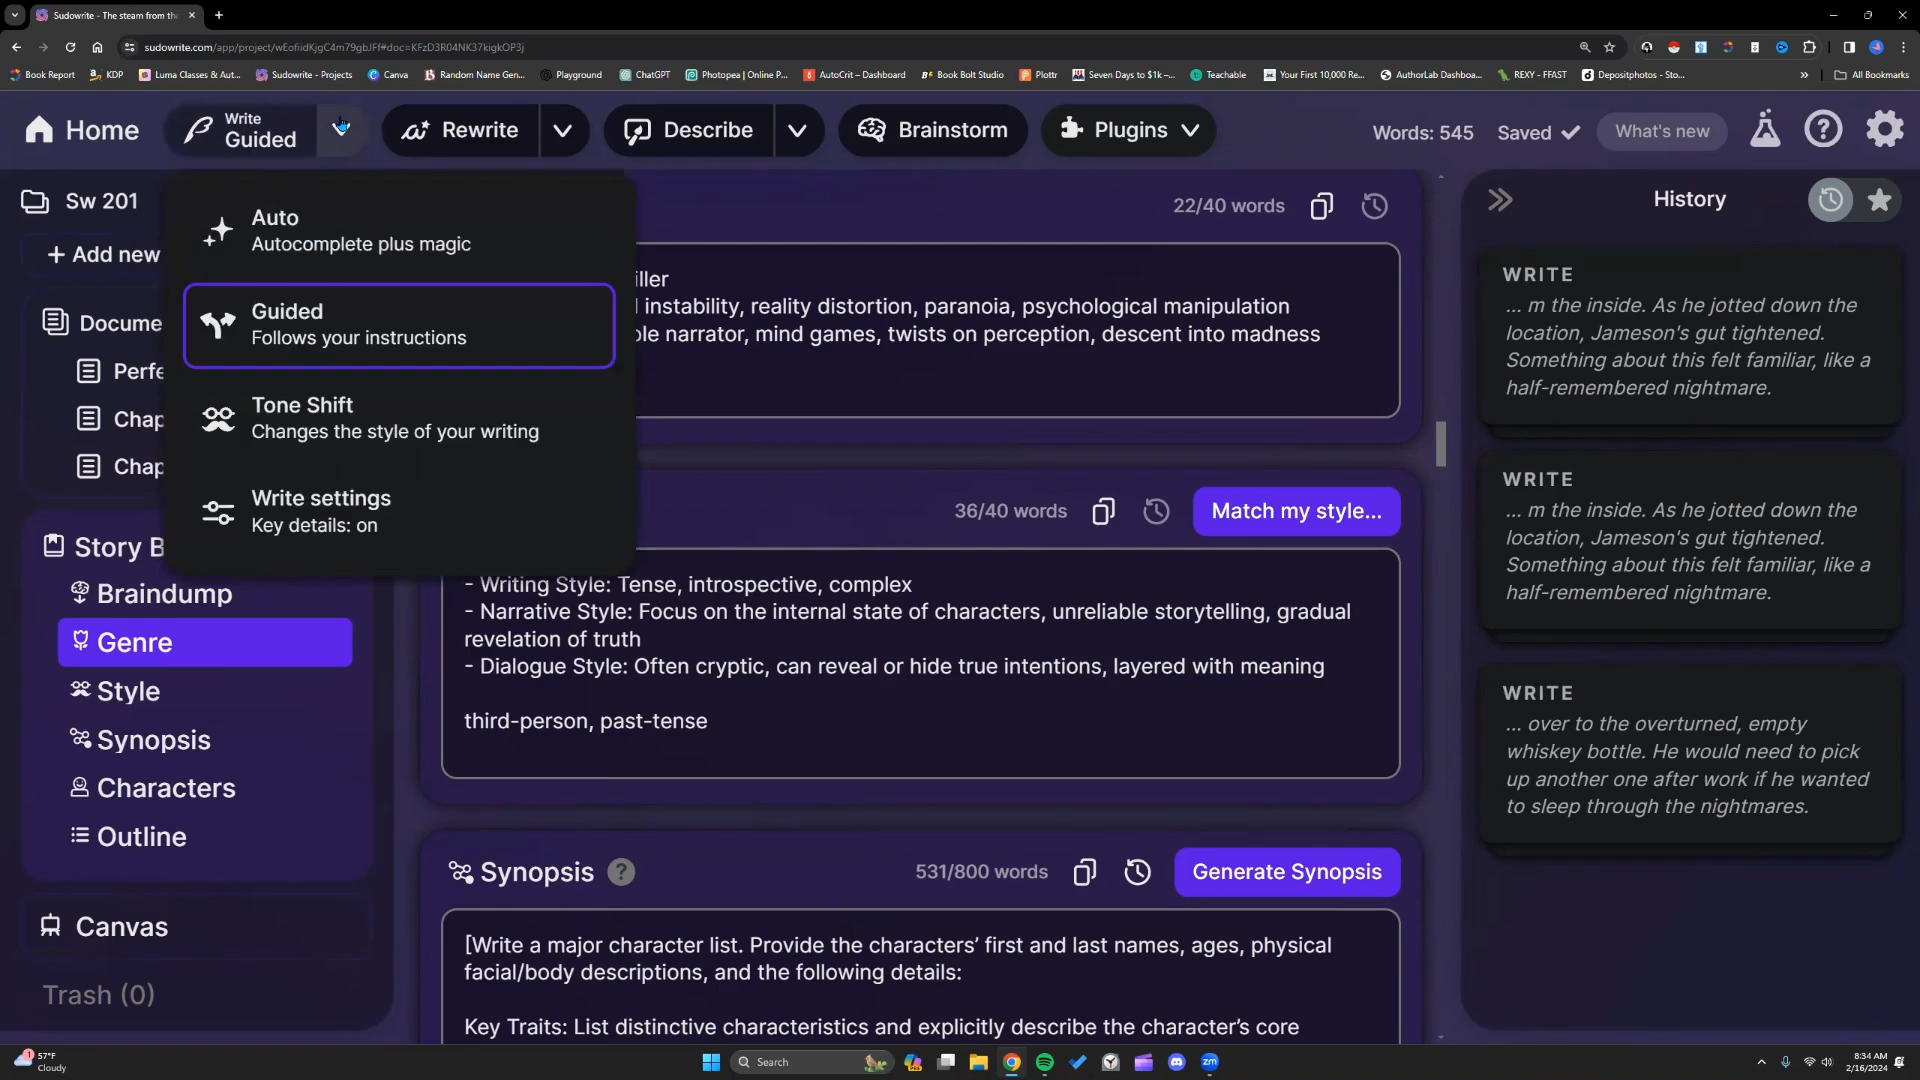 Sudowrite - The steam from th
sudowrite.com/app/project/wEofiidKjgC4m79gbJFf#doc=KFzD3R04NK37kigkOP3j
Book Report
KDP
Luma Classes & Aut...
Sudowrite - Projects
Canva
Random Name Gen...
Playground
ChatGPT
Photopea | Online P...
AutoCrit – Dashboard
Book Bolt Studio
Plottr
Seven Days to $1k –...
Teachable
Your First 10,000 Re...
AuthorLab Dashboa...
REXY - FFAST
Depositphotos - Sto...
All Bookmarks
Home
Write
Guided
Rewrite
Describe
Brainstorm
Plugins
Words: 545
Saved
What's new
Sw 201
+ Add new
Docume
Perfe
Chap
Chap
Story B
Braindump
Genre
Style
Synopsis
Characters
Outline
Canvas
Trash (0)
Auto
Autocomplete plus magic
Guided
Follows your instructions
Tone Shift
Changes the style of your writing
Write settings
Key details: on
22/40 words
iller
l instability, reality distortion, paranoia, psychological manipulation
ole narrator, mind games, twists on perception, descent into madness
36/40 words
Match my style...
- Writing Style: Tense, introspective, complex
- Narrative Style: Focus on the internal state of characters, unreliable storytelling, gradual
revelation of truth
- Dialogue Style: Often cryptic, can reveal or hide true intentions, layered with meaning
third-person, past-tense
Synopsis ?
531/800 words
Generate Synopsis
[Write a major character list. Provide the characters’ first and last names, ages, physical
facial/body descriptions, and the following details:
Key Traits: List distinctive characteristics and explicitly describe the character’s core
History
WRITE
... m the inside. As he jotted down the
location, Jameson's gut tightened.
Something about this felt familiar, like a
half-remembered nightmare.
WRITE
... m the inside. As he jotted down the
location, Jameson's gut tightened.
Something about this felt familiar, like a
half-remembered nightmare.
WRITE
... over to the overturned, empty
whiskey bottle. He would need to pick
up another one after work if he wanted
to sleep through the nightmares.
1
57°F
Cloudy
Search
zm
8:34 AM
2/16/2024